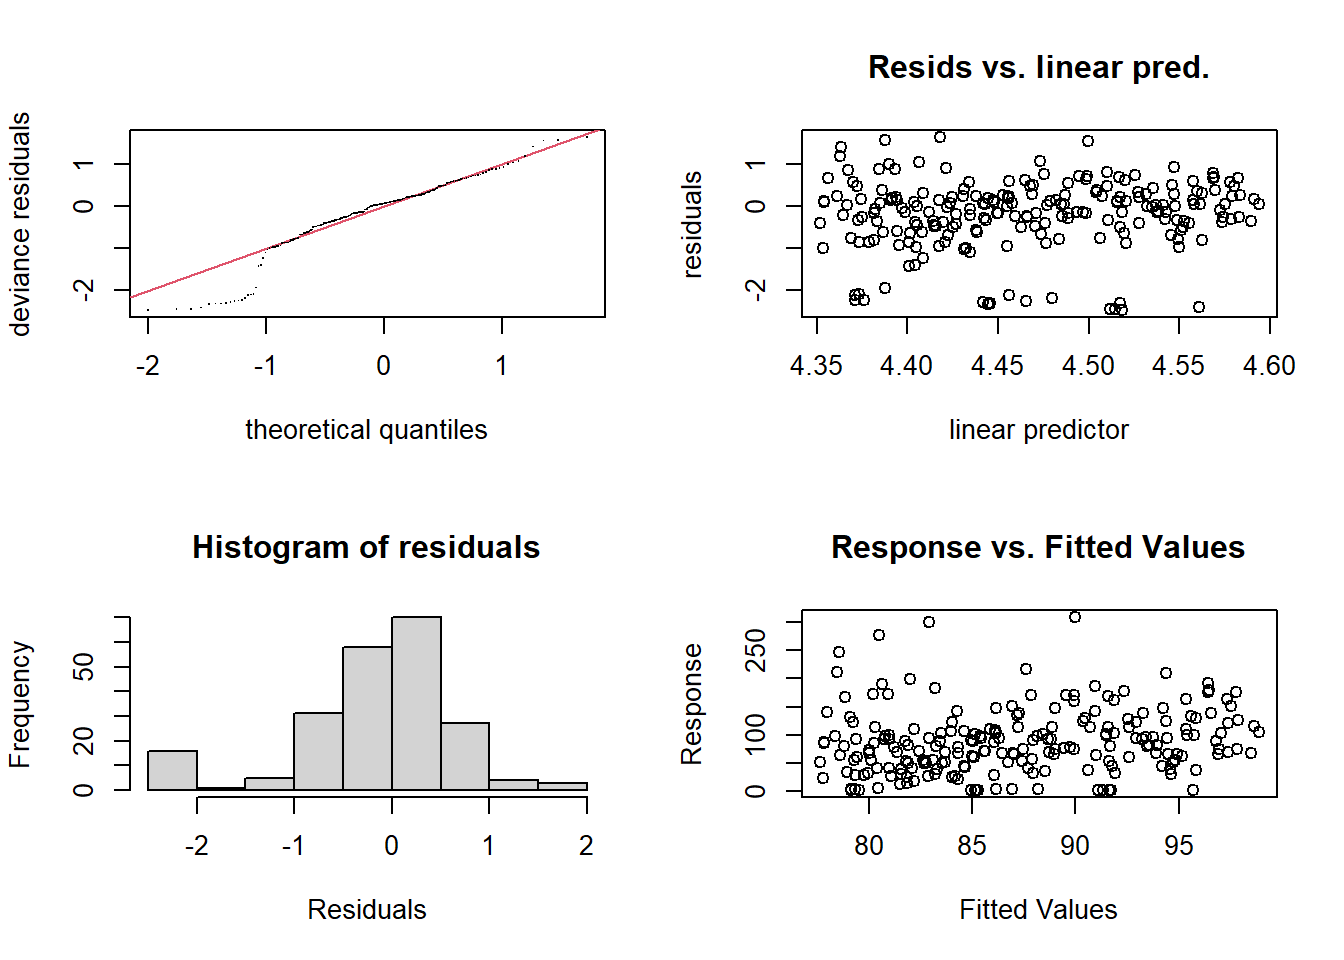 deviance residuals
1
0
-2
-2 -1 0 1
theoretical quantiles
Resids vs. linear pred.
residuals
1
0
-2
4.35 4.40 4.45 4.50 4.55 4.60
linear predictor
Histogram of residuals
Frequency
50
20
0
-2 -1 0 1 2
Residuals
Response vs. Fitted Values
Response
250
100
0
80 85 90 95
Fitted Values